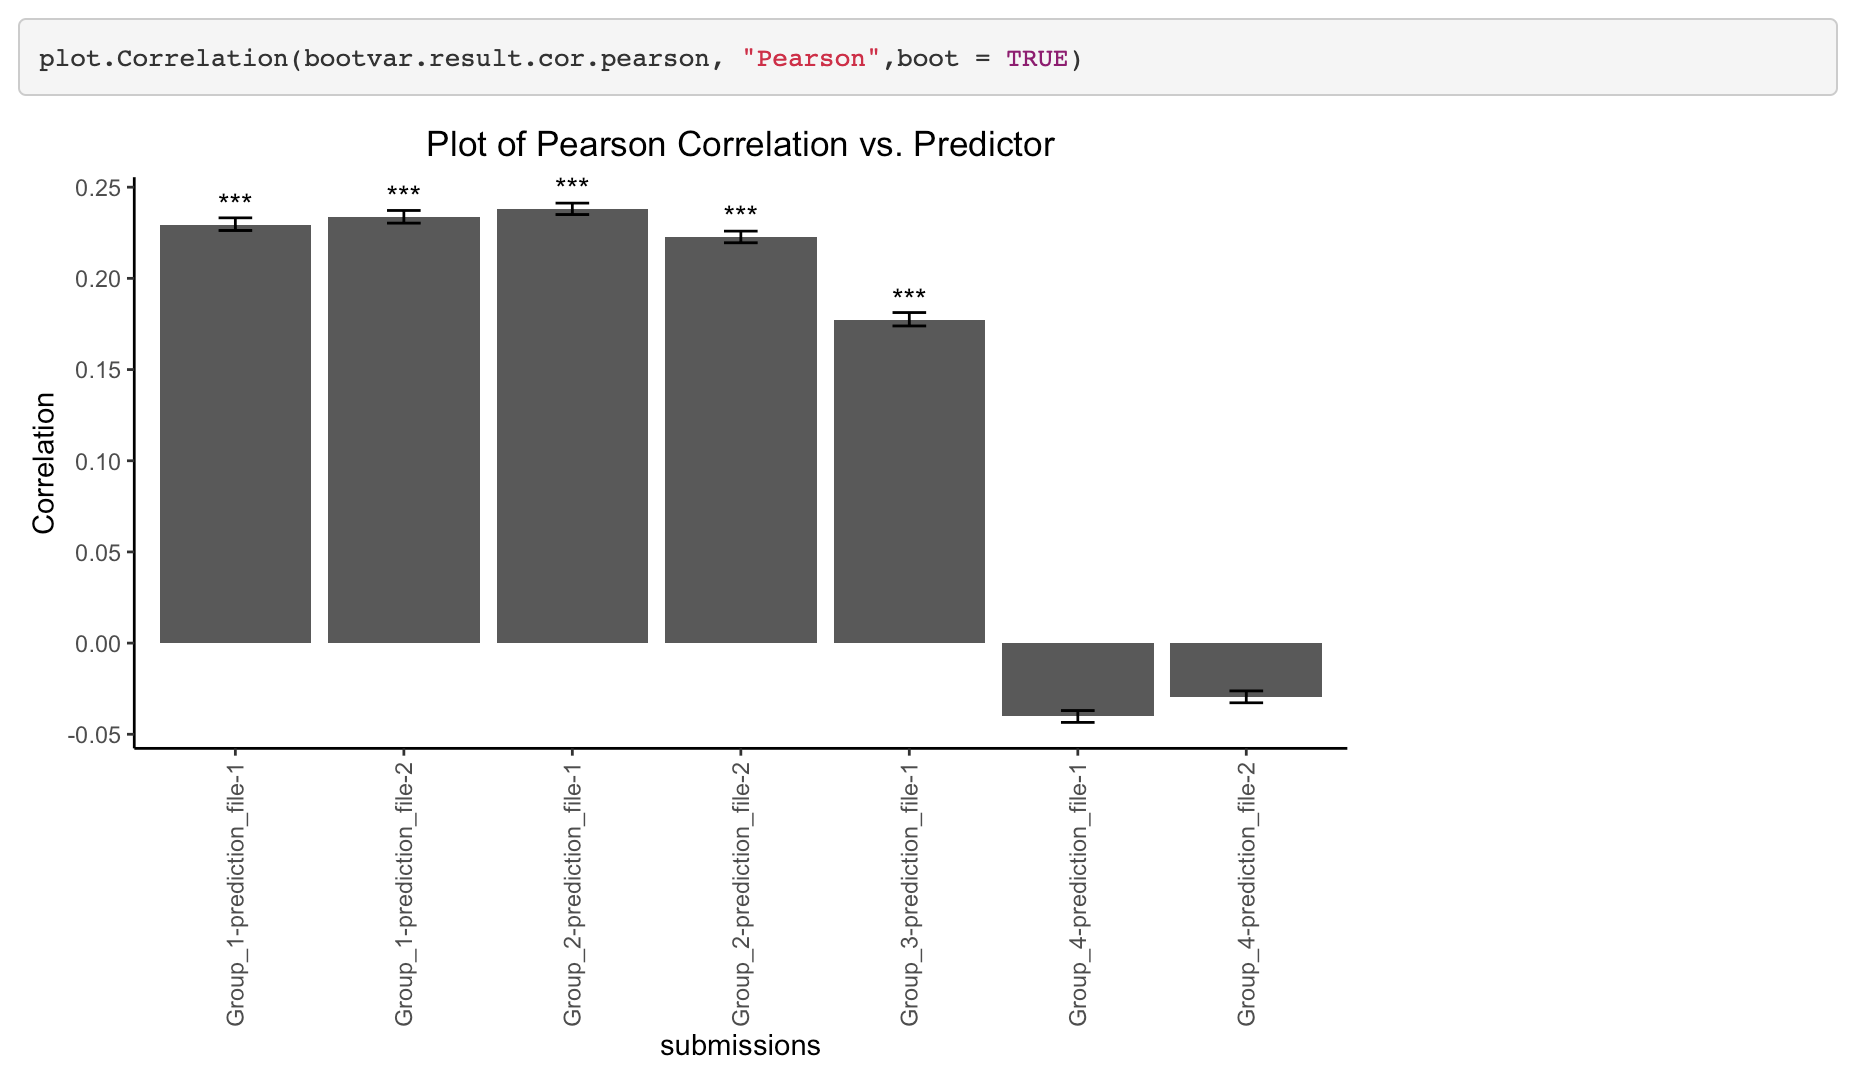 plot.Correlation(bootvar.result.cor.pearson, "Pearson",boot = TRUE)
Plot of Pearson Correlation vs. Predictor
Correlation
0.25
0.20
0.15
0.10
0.05
0.00
-0.05
***
***
***
***
***
Group_1-prediction_file-1
Group_1-prediction_file-2
Group_2-prediction_file-1
Group_2-prediction_file-2
Group_3-prediction_file-1
Group_4-prediction_file-1
Group_4-prediction_file-2
submissions